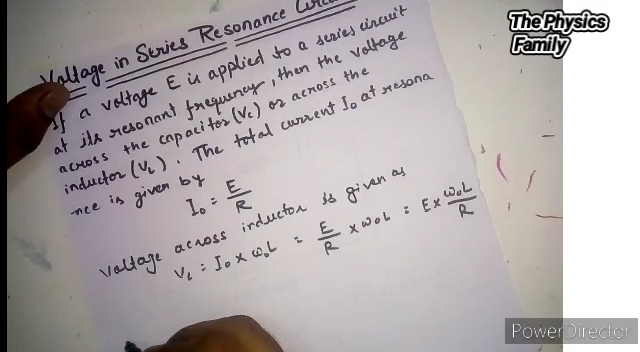 Voltage in Series Resonance
If a voltage E is applied to a series circuit
at its resonant frequency, then the voltage
across the capacitor (Vc) or across the
inductor (VL). The total current I₀ at resona
nce is given by
I₀ = E/R
Voltage across inductor is given as
VL = I₀ × ω₀L = E/R × ω₀L = E × ω₀L/R
The Physics
Family
PowerDirector